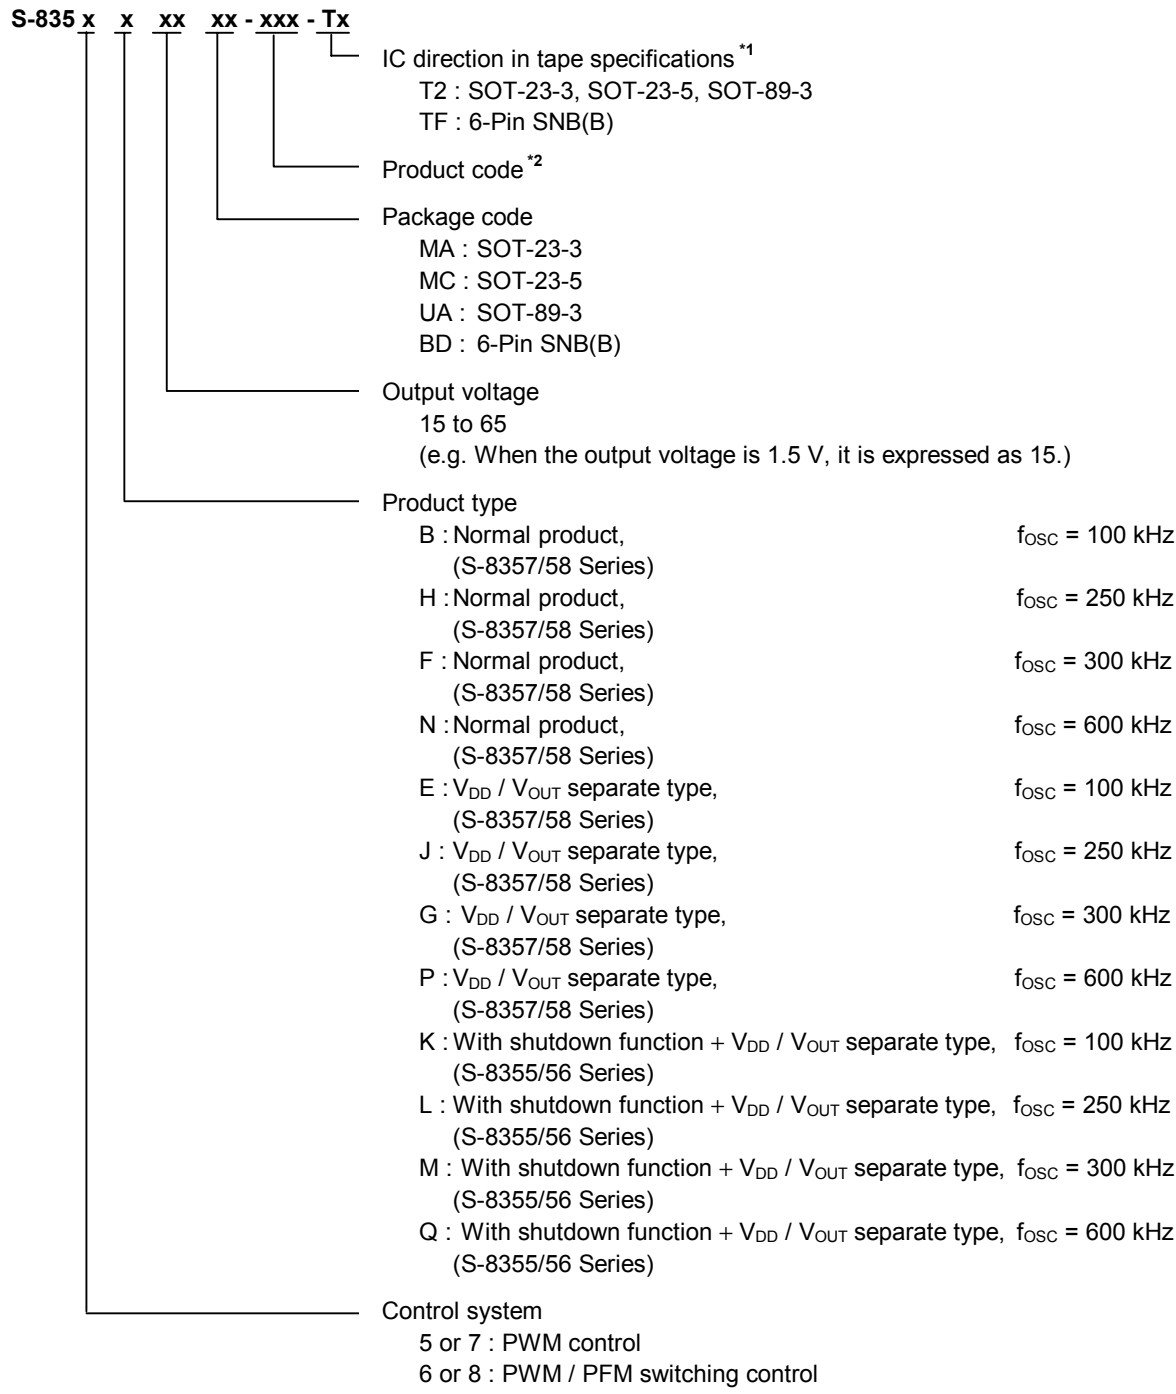 S-835 x x xx xx - xxx - Tx
IC direction in tape specifications *1
T2 : SOT-23-3, SOT-23-5, SOT-89-3
TF : 6-Pin SNB(B)
Product code *2
Package code
MA : SOT-23-3
MC : SOT-23-5
UA : SOT-89-3
BD : 6-Pin SNB(B)
Output voltage
15 to 65
(e.g. When the output voltage is 1.5 V, it is expressed as 15.)
Product type
B : Normal product, fOSC = 100 kHz
(S-8357/58 Series)
H : Normal product, fOSC = 250 kHz
(S-8357/58 Series)
F : Normal product, fOSC = 300 kHz
(S-8357/58 Series)
N : Normal product, fOSC = 600 kHz
(S-8357/58 Series)
E : VDD / VOUT separate type, fOSC = 100 kHz
(S-8357/58 Series)
J : VDD / VOUT separate type, fOSC = 250 kHz
(S-8357/58 Series)
G : VDD / VOUT separate type, fOSC = 300 kHz
(S-8357/58 Series)
P : VDD / VOUT separate type, fOSC = 600 kHz
(S-8357/58 Series)
K : With shutdown function + VDD / VOUT separate type, fOSC = 100 kHz
(S-8355/56 Series)
L : With shutdown function + VDD / VOUT separate type, fOSC = 250 kHz
(S-8355/56 Series)
M : With shutdown function + VDD / VOUT separate type, fOSC = 300 kHz
(S-8355/56 Series)
Q : With shutdown function + VDD / VOUT separate type, fOSC = 600 kHz
(S-8355/56 Series)
Control system
5 or 7 : PWM control
6 or 8 : PWM / PFM switching control